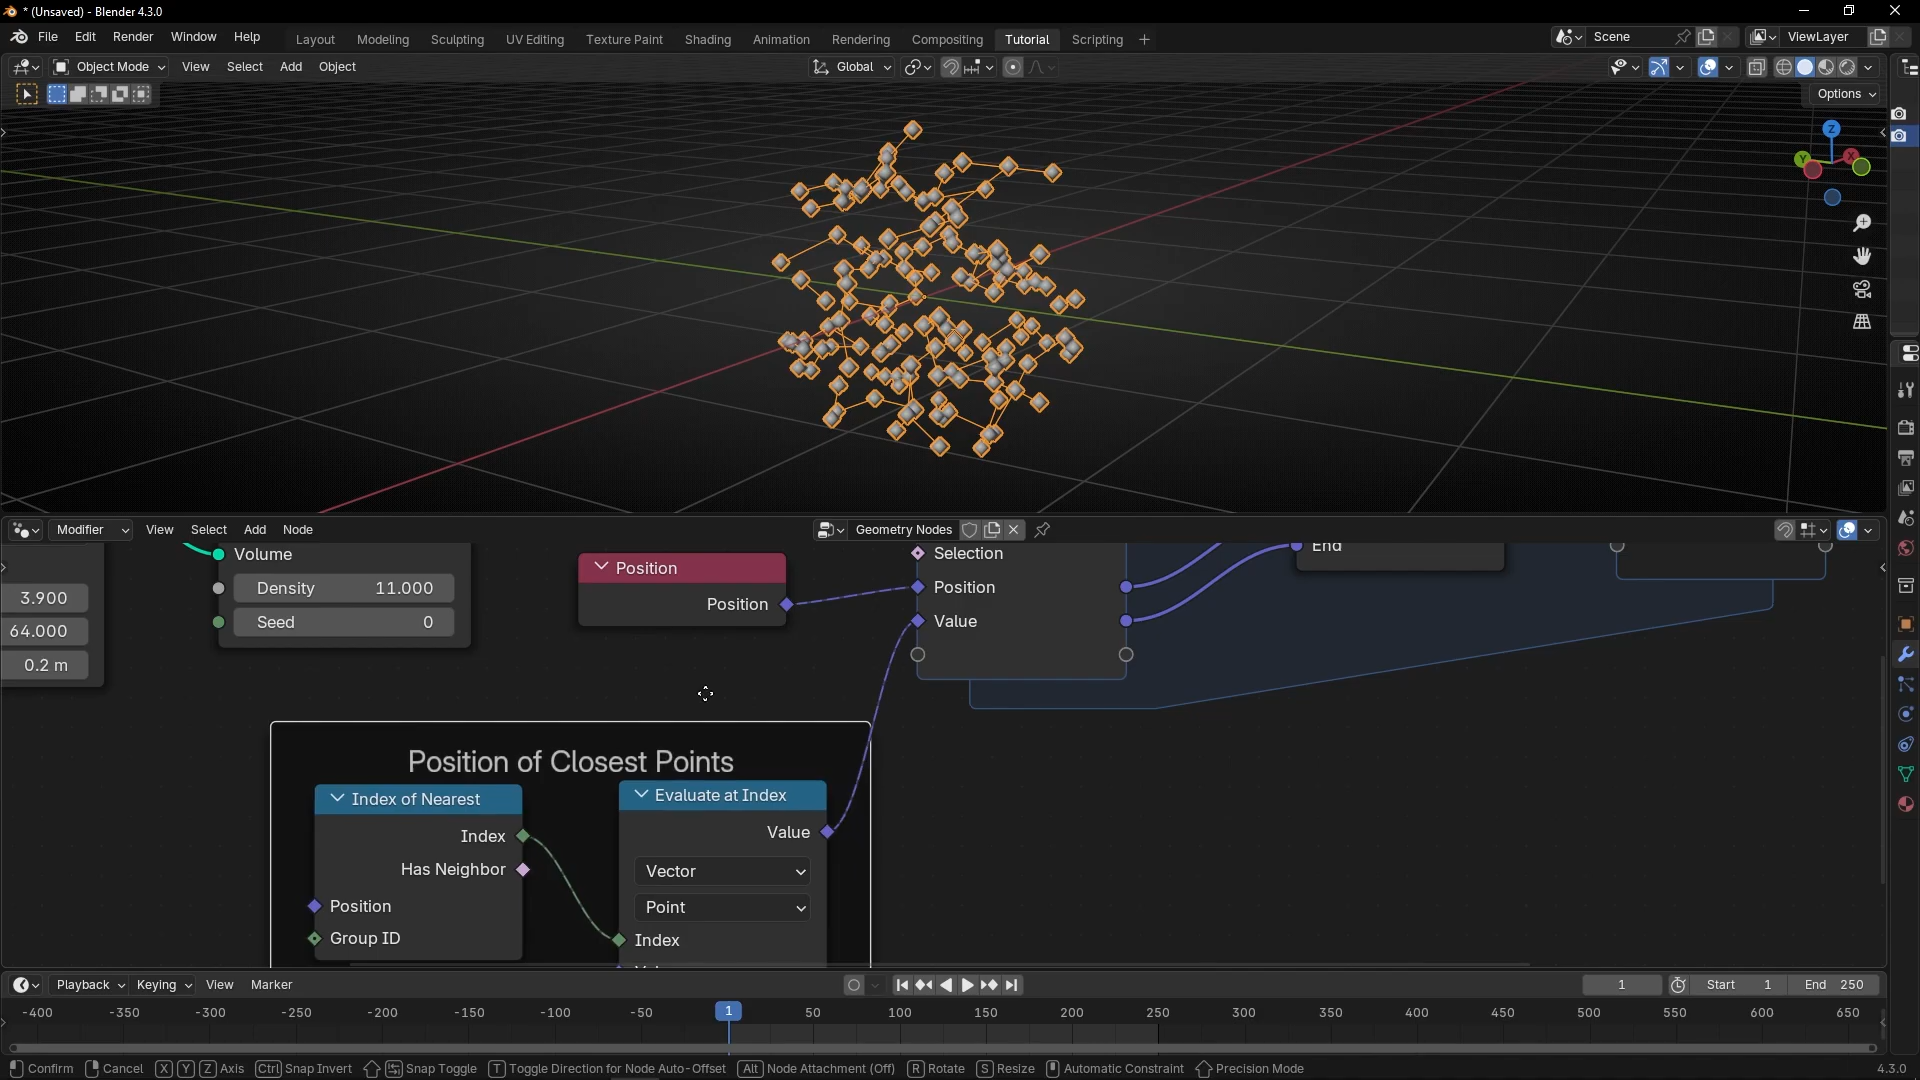 * (Unsaved) - Blender 4.3.0
File Edit Render Window Help Layout Modeling Sculpting UV Editing Texture Paint Shading Animation Rendering Compositing Tutorial Scripting + Scene ViewLayer
Object Mode View Select Add Object Global
Options
Z
Y X
Modifier View Select Add Node Geometry Nodes
Volume
Density 11.000
Seed 0
3.900
64.000
0.2 m
Position
Position
Selection
Position
Value
End
Position of Closest Points
Index of Nearest
Index
Has Neighbor
Position
Group ID
Evaluate at Index
Value
Vector
Point
Index
Playback Keying View Marker 1 Start 1 End 250
-400 -350 -300 -250 -200 -150 -100 -50 1 50 100 150 200 250 300 350 400 450 500 550 600 650
Confirm Cancel X Y Z Axis Ctrl Snap Invert Snap Toggle T Toggle Direction for Node Auto-Offset Alt Node Attachment (Off) R Rotate S Resize Automatic Constraint Precision Mode 4.3.0